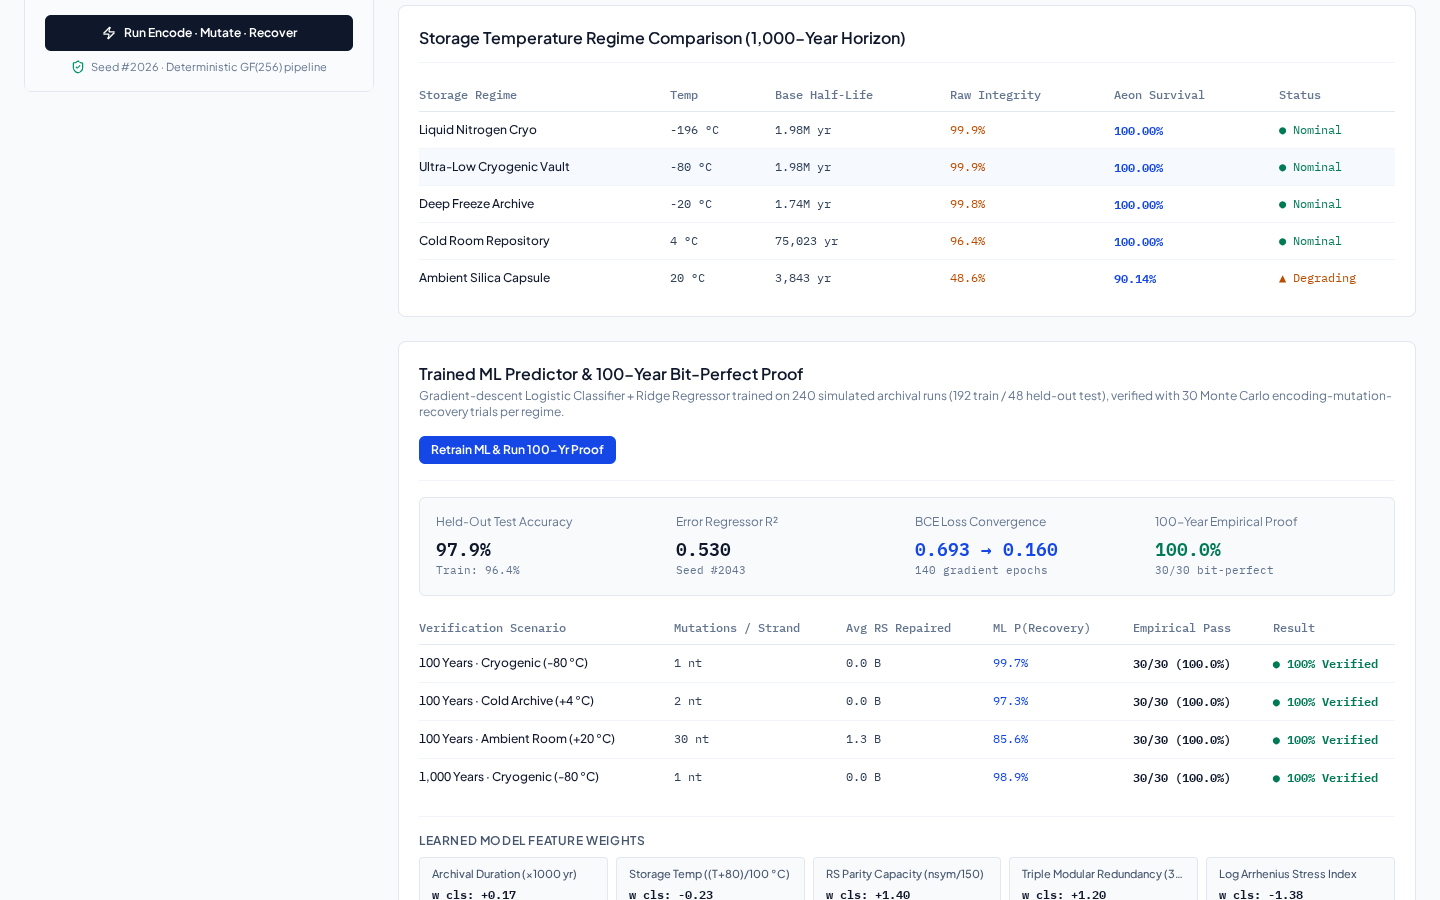 Run Encode · Mutate · Recover
Seed #2026 · Deterministic GF(256) pipeline
Storage Temperature Regime Comparison (1,000-Year Horizon)
Storage Regime Temp Base Half-Life Raw Integrity Aeon Survival Status
Liquid Nitrogen Cryo -196 °C 1.98M yr 99.9% 100.00% ● Nominal
Ultra-Low Cryogenic Vault -80 °C 1.98M yr 99.9% 100.00% ● Nominal
Deep Freeze Archive -20 °C 1.74M yr 99.8% 100.00% ● Nominal
Cold Room Repository 4 °C 75,023 yr 96.4% 100.00% ● Nominal
Ambient Silica Capsule 20 °C 3,843 yr 48.6% 90.14% ▲ Degrading
Trained ML Predictor & 100-Year Bit-Perfect Proof
Gradient-descent Logistic Classifier + Ridge Regressor trained on 240 simulated archival runs (192 train / 48 held-out test), verified with 30 Monte Carlo encoding-mutation-
recovery trials per regime.
Retrain ML & Run 100-Yr Proof
Held-Out Test Accuracy Error Regressor R² BCE Loss Convergence 100-Year Empirical Proof
97.9% 0.530 0.693 → 0.160 100.0%
Train: 96.4% Seed #2043 140 gradient epochs 30/30 bit-perfect
Verification Scenario Mutations / Strand Avg RS Repaired ML P(Recovery) Empirical Pass Result
100 Years · Cryogenic (-80 °C) 1 nt 0.0 B 99.7% 30/30 (100.0%) ● 100% Verified
100 Years · Cold Archive (+4 °C) 2 nt 0.0 B 97.3% 30/30 (100.0%) ● 100% Verified
100 Years · Ambient Room (+20 °C) 30 nt 1.3 B 85.6% 30/30 (100.0%) ● 100% Verified
1,000 Years · Cryogenic (-80 °C) 1 nt 0.0 B 98.9% 30/30 (100.0%) ● 100% Verified
LEARNED MODEL FEATURE WEIGHTS
Archival Duration (×1000 yr) Storage Temp ((T+80)/100 °C) RS Parity Capacity (nsym/150) Triple Modular Redundancy (3... Log Arrhenius Stress Index
w_cls: +0.17 w_cls: -0.23 w_cls: +1.40 w_cls: +1.20 w_cls: -1.38